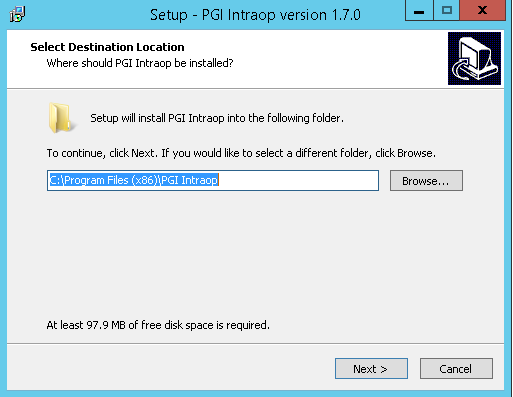 Setup - PGI Intraop version 1.7.0
Select Destination Location
Where should PGI Intraop be installed?
Setup will install PGI Intraop into the following folder.
To continue, click Next. If you would like to select a different folder, click Browse.
C:\Program Files (x86)\PGI Intraop
Browse...
At least 97.9 MB of free disk space is required.
Next >
Cancel